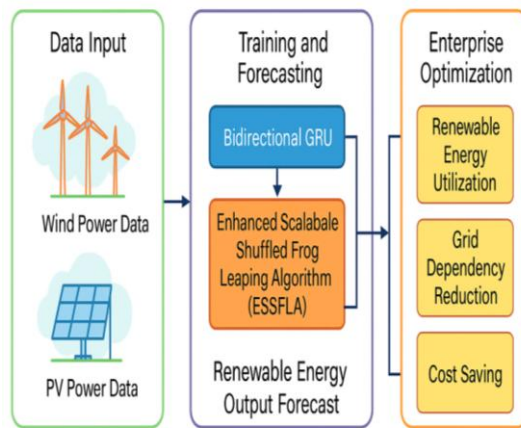 Data Input
Wind Power Data
PV Power Data
Training and
Forecasting
Bidirectional GRU
Enhanced Scalabale
Shuffled Frog
Leaping Algorithm
(ESSFLA)
Renewable Energy
Output Forecast
Enterprise
Optimization
Renewable
Energy
Utilization
Grid
Dependency
Reduction
Cost Saving